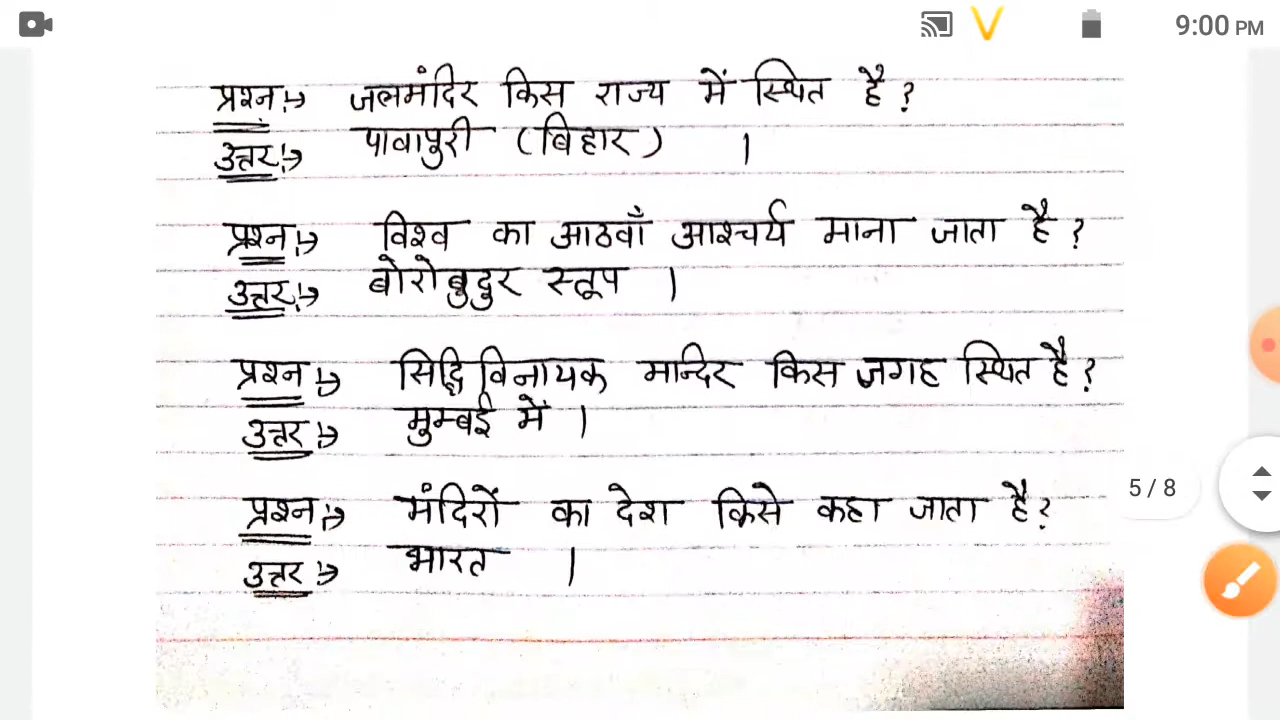 9:00 PM
प्रश्न:-> जलमंदिर किस राज्य में स्थित है ?
उत्तर:-> पावापुरी (बिहार) ।
प्रश्न:-> विश्व का आठवाँ आश्चर्य माना जाता है ?
उत्तर:-> बोरोबुदुर स्तूप ।
प्रश्न:-> सिद्धि विनायक मन्दिर किस जगह स्थित है ?
उत्तर:-> मुम्बई में ।
5 / 8
प्रश्न:-> मंदिरों का देश किसे कहा जाता है ?
उत्तर:-> भारत ।